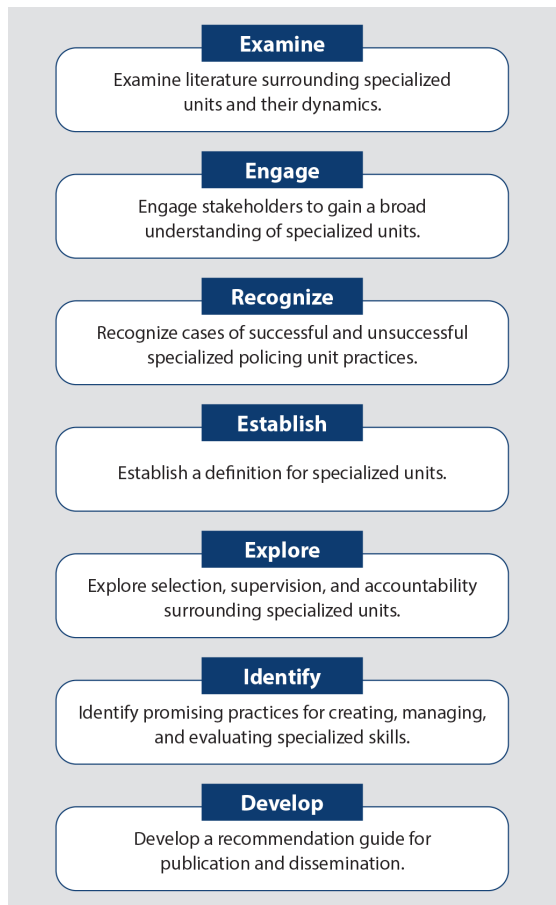 Examine
Examine literature surrounding specialized
units and their dynamics.
Engage
Engage stakeholders to gain a broad
understanding of specialized units.
Recognize
Recognize cases of successful and unsuccessful
specialized policing unit practices.
Establish
Establish a definition for specialized units.
Explore
Explore selection, supervision, and accountability
surrounding specialized units.
Identify
Identify promising practices for creating, managing,
and evaluating specialized skills.
Develop
Develop a recommendation guide for
publication and dissemination.